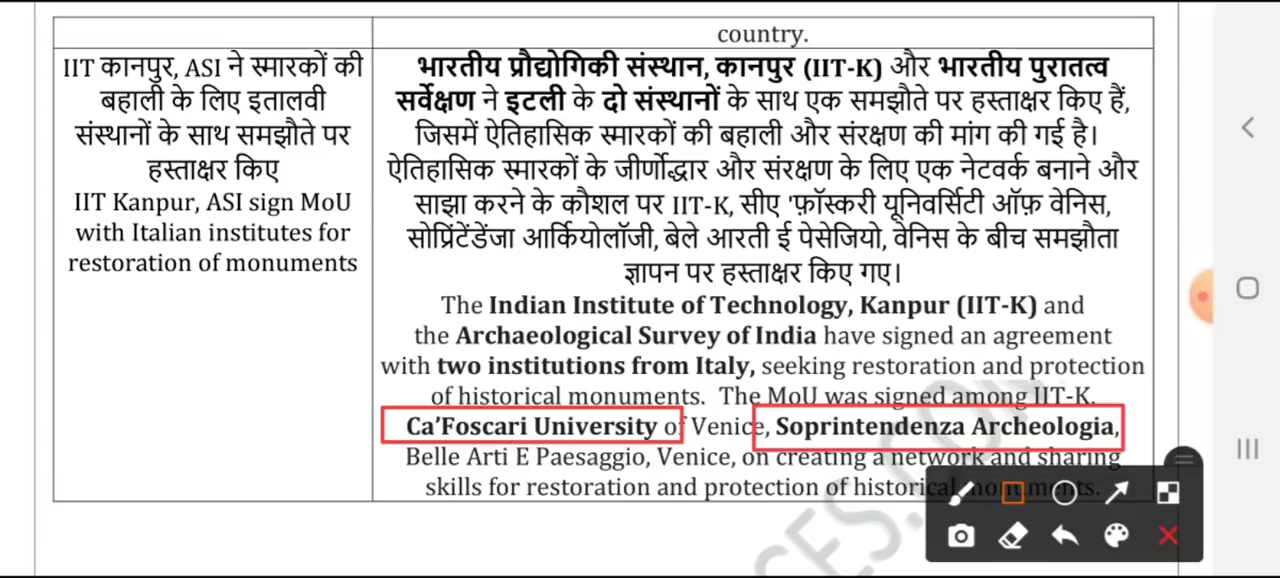 country.
IIT कानपुर, ASI ने स्मारकों की
बहाली के लिए इतालवी
संस्थानों के साथ समझौते पर
हस्ताक्षर किए
IIT Kanpur, ASI sign MoU
with Italian institutes for
restoration of monuments
भारतीय प्रौद्योगिकी संस्थान, कानपुर (IIT-K) और भारतीय पुरातत्व
सर्वेक्षण ने इटली के दो संस्थानों के साथ एक समझौते पर हस्ताक्षर किए हैं,
जिसमें ऐतिहासिक स्मारकों की बहाली और संरक्षण की मांग की गई है।
ऐतिहासिक स्मारकों के जीर्णोद्धार और संरक्षण के लिए एक नेटवर्क बनाने और
साझा करने के कौशल पर IIT-K, सीए 'फ़ॉस्करी यूनिवर्सिटी ऑफ़ वेनिस,
सोप्रिंटेंडेंजा आर्कियोलॉजी, बेले आरती ई पेसेजियो, वेनिस के बीच समझौता
ज्ञापन पर हस्ताक्षर किए गए।
The Indian Institute of Technology, Kanpur (IIT-K) and
the Archaeological Survey of India have signed an agreement
with two institutions from Italy, seeking restoration and protection
of historical monuments. The MoU was signed among IIT-K,
Ca’Foscari University of Venice, Soprintendenza Archeologia,
Belle Arti E Paesaggio, Venice, on creating a network and sharing
skills for restoration and protection of historical monuments.